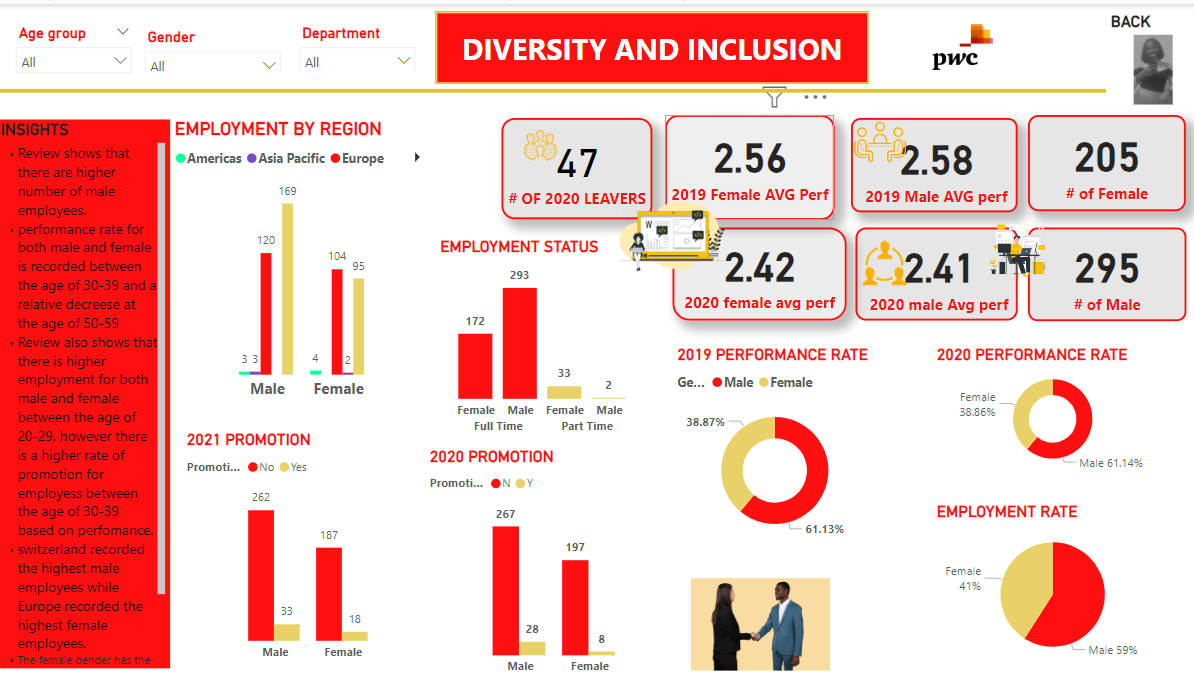 Age group
All
Gender
All
Department
All
DIVERSITY AND INCLUSION
pwc
BACK
INSIGHTS
• Review shows that
there are higher
number of male
employees.
• performance rate for
both male and female
is recorded between
the age of 30-39 and a
relative decreese at
the age of 50-59
• Review also shows that
there is higher
employment for both
male and female
between the age of
20-29, however there
is a higher rate of
promotion for
employess between
the age of 30-39
based on perfomance.
• switzerland recorded
the highest male
employees while
Europe recorded the
highest female
employees.
• The female gender has the
EMPLOYMENT BY REGION
Americas Asia Pacific Europe
3 3 120 169
4 104 2 95
Male Female
2021 PROMOTION
Promoti... No Yes
262 33 187 18
Male Female
EMPLOYMENT STATUS
172 293 33 2
Female Male Female Male
Full Time Part Time
2020 PROMOTION
Promoti... N Y
267 28 197 8
Male Female
47
# OF 2020 LEAVERS
2.56
2019 Female AVG Perf
2.58
2019 Male AVG perf
205
# of Female
W
2.42
2020 female avg perf
2.41
2020 male Avg perf
295
# of Male
2019 PERFORMANCE RATE
Ge... Male Female
38.87%
61.13%
2020 PERFORMANCE RATE
Female
38.86%
Male 61.14%
EMPLOYMENT RATE
Female
41%
Male 59%